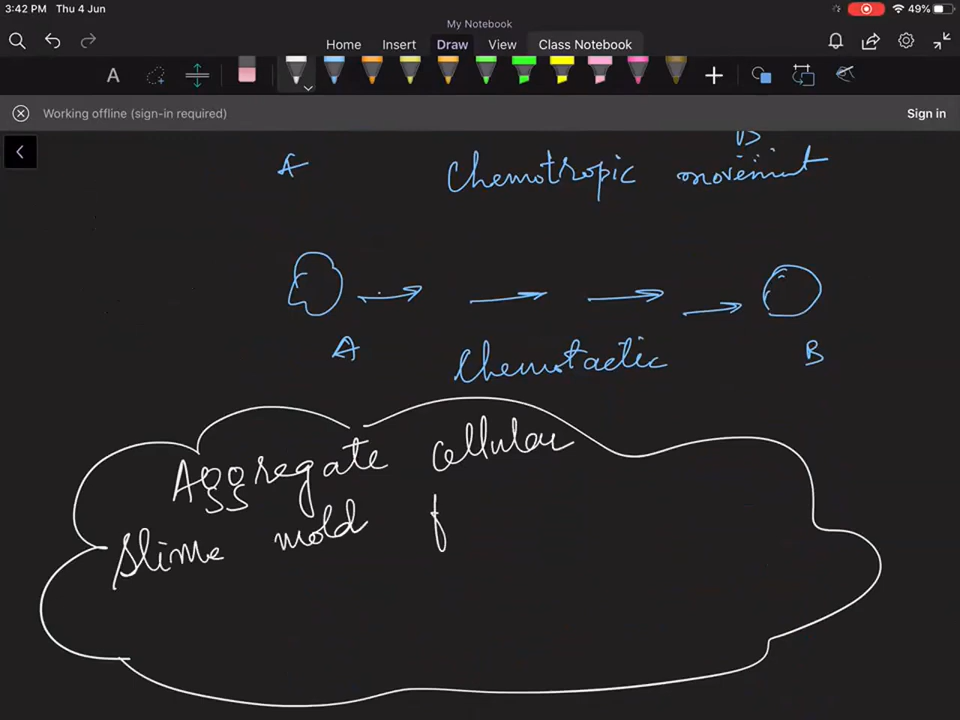 3:42 PM Thu 4 Jun
49%
My Notebook
Home Insert Draw View Class Notebook
A
Working offline (sign-in required)
Sign in
B
A
Chemotropic movement
A
Chemotactic
B
Aggregate cellular
Slime mold f